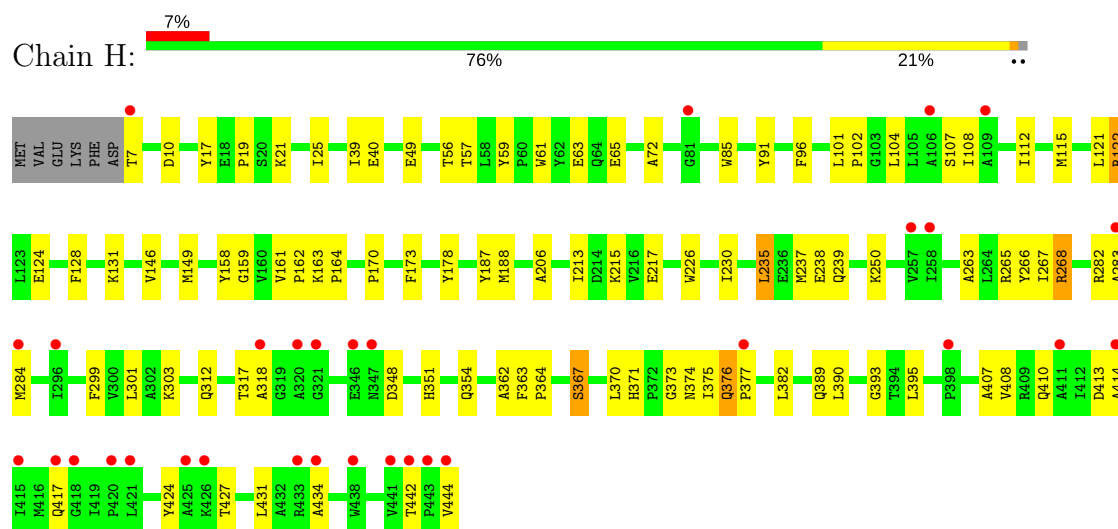 7%
Chain H:
76% 21% ••
MET VAL GLU LYS PHE ASP T7 D10 Y17 E18 P19 S20 K21 I25 I39 E40 E49 T56 T57 L58 Y59 P60 W61 Y62 E63 Q64 E65 A72 G81 W85 Y91 F96 L101 P102 G103 L104 L105 A106 S107 I108 A109 I112 M115 L121
L123 E124 F128 K131 V146 M149 Y158 G159 V160 V161 P162 K163 P164 P170 F173 Y178 Y187 M188 A206 I213 D214 K215 V216 E217 W226 I230 L235 E236 M237 E238 Q239 K250 V257 I258 A263 L264 R265 Y266 I267 R268 R282 A283
M284 I296 F299 V300 L301 A302 K303 Q312 T317 A318 G319 A320 G321 E346 N347 D348 H351 Q354 A362 F363 P364 S367 L370 H371 P372 G373 N374 I375 Q376 P377 L382 Q389 L390 G393 T394 L395 P398 A407 V408 R409 Q410 A411 I412 D413 A414
I415 M416 Q417 G418 I419 P420 L421 Y424 A425 K426 T427 L431 A432 R433 A434 W438 V441 T442 P443 V444